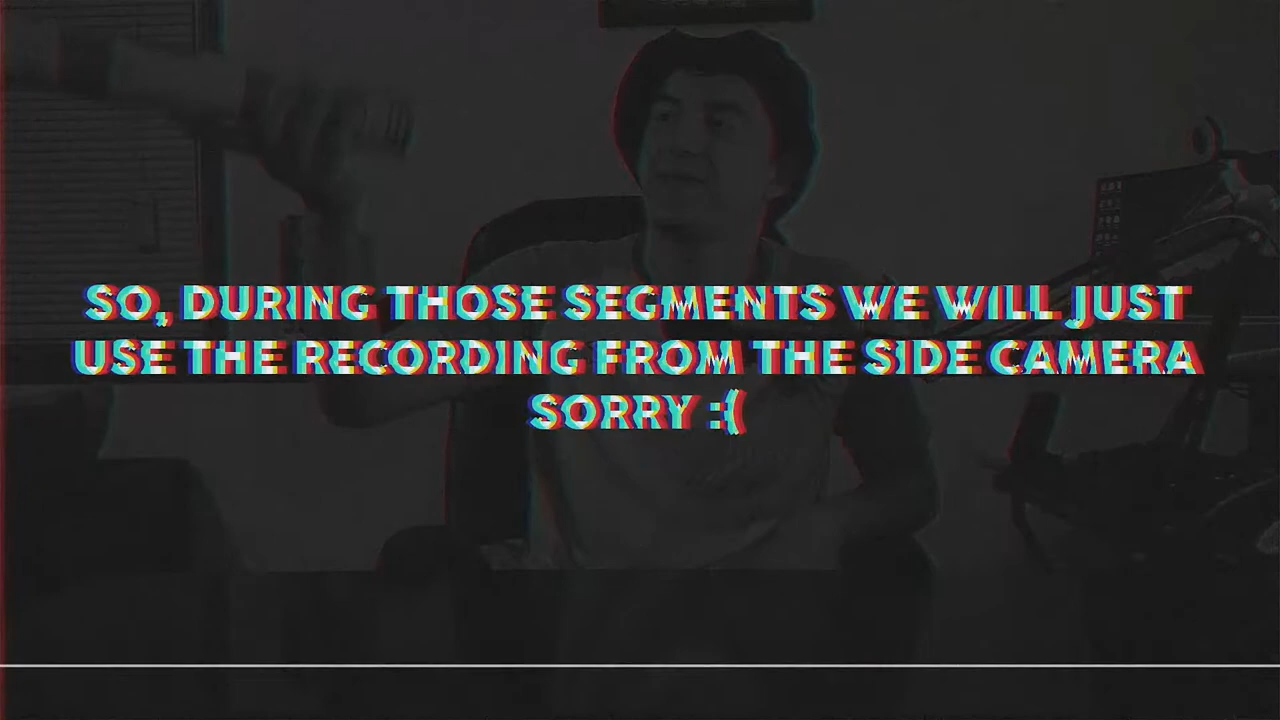 SO, DURING THOSE SEGMENTS WE WILL JUST
USE THE RECORDING FROM THE SIDE CAMERA
SORRY :(